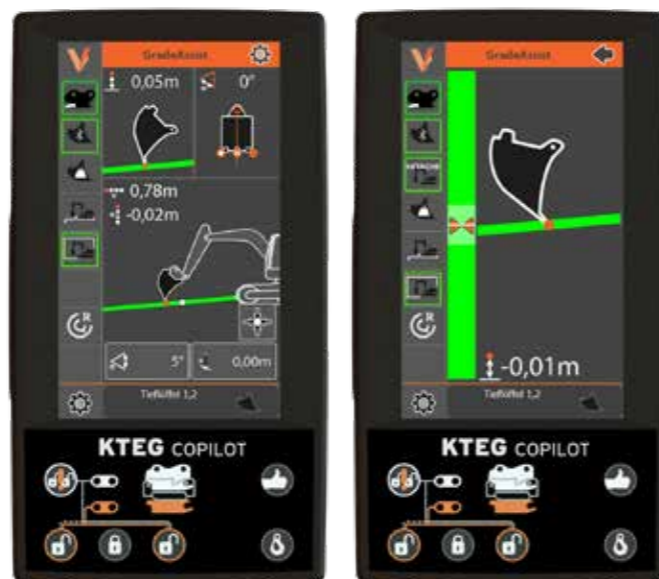 GradeAssist
0,05m
0°
0,78m
-0,02m
5°
0,00m
R
Tieflöffel 1,2
KTEG COPILOT
GradeAssist
HITACHI
R
-0,01m
Tieflöffel 1,2
KTEG COPILOT